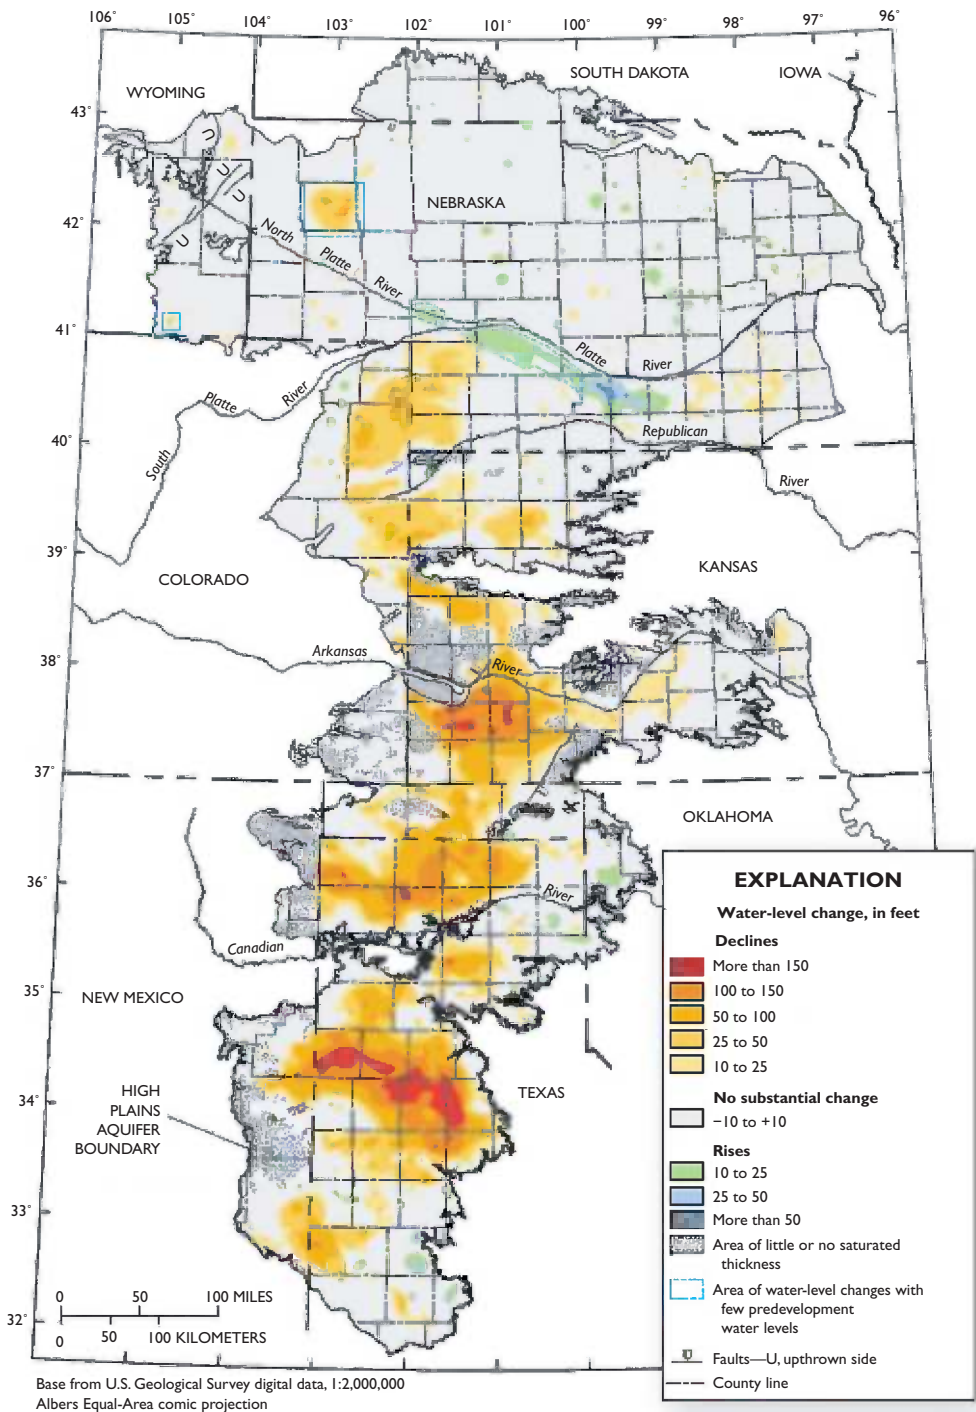 106° 105° 104° 103° 102° 101° 100° 99° 98° 97° 96°
SOUTH DAKOTA
IOWA
WYOMING
43°
U
U
U
U
NEBRASKA
42°
North
Platte
River
41°
Platte
River
South
Platte
River
Republican
River
40°
39°
COLORADO
KANSAS
38°
Arkansas
River
37°
OKLAHOMA
36°
River
Canadian
35°
NEW MEXICO
34°
HIGH
PLAINS
AQUIFER
BOUNDARY
TEXAS
33°
32°
0 50 100 MILES
0 50 100 KILOMETERS
EXPLANATION
Water-level change, in feet
Declines
More than 150
100 to 150
50 to 100
25 to 50
10 to 25
No substantial change
−10 to +10
Rises
10 to 25
25 to 50
More than 50
Area of little or no saturated
thickness
Area of water-level changes with
few predevelopment
water levels
U
Faults—U, upthrown side
County line
Base from U.S. Geological Survey digital data, 1:2,000,000
Albers Equal-Area comic projection